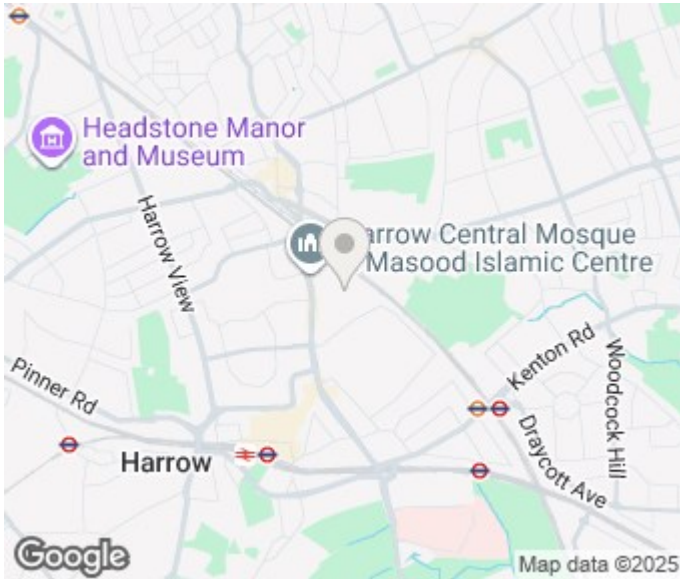 Headstone Manor
and Museum
Harrow View
arrow Central Mosque
Masood Islamic Centre
Kenton Rd
Woodcock Hill
Pinner Rd
Harrow
Draycott Ave
Google
Map data ©2025